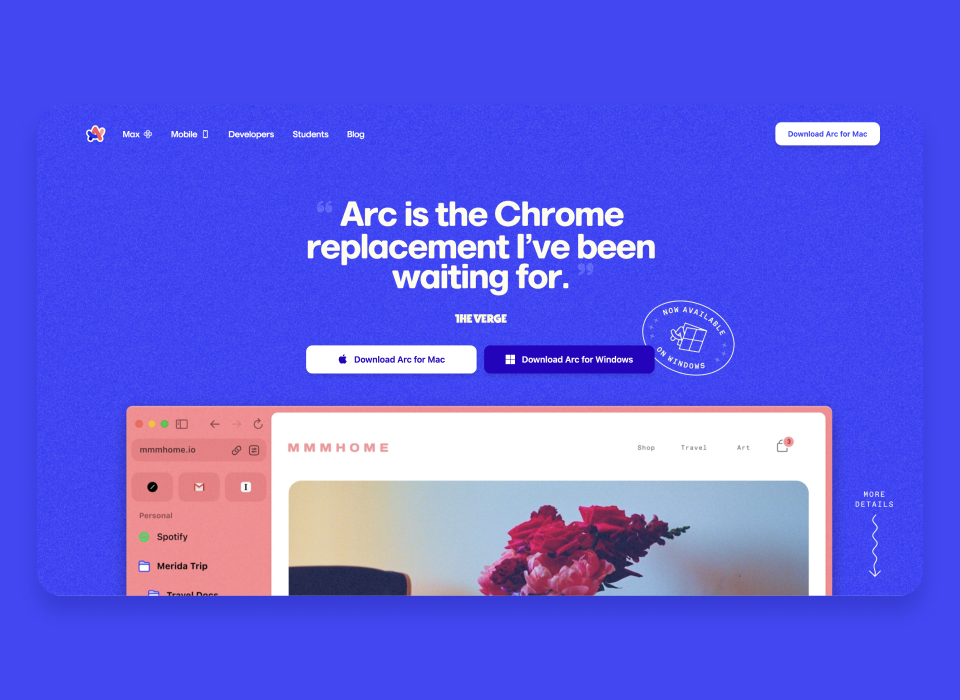 Max
Mobile
Developers
Students
Blog
Download Arc for Mac
“ Arc is the Chrome
replacement I’ve been
waiting for. ”
THE VERGE
NOW AVAILABLE
ON WINDOWS
Download Arc for Mac
Download Arc for Windows
mmmhome.io
MMMHOME
Shop
Travel
Art
3
I
Personal
Spotify
Merida Trip
Travel Docs
MORE
DETAILS